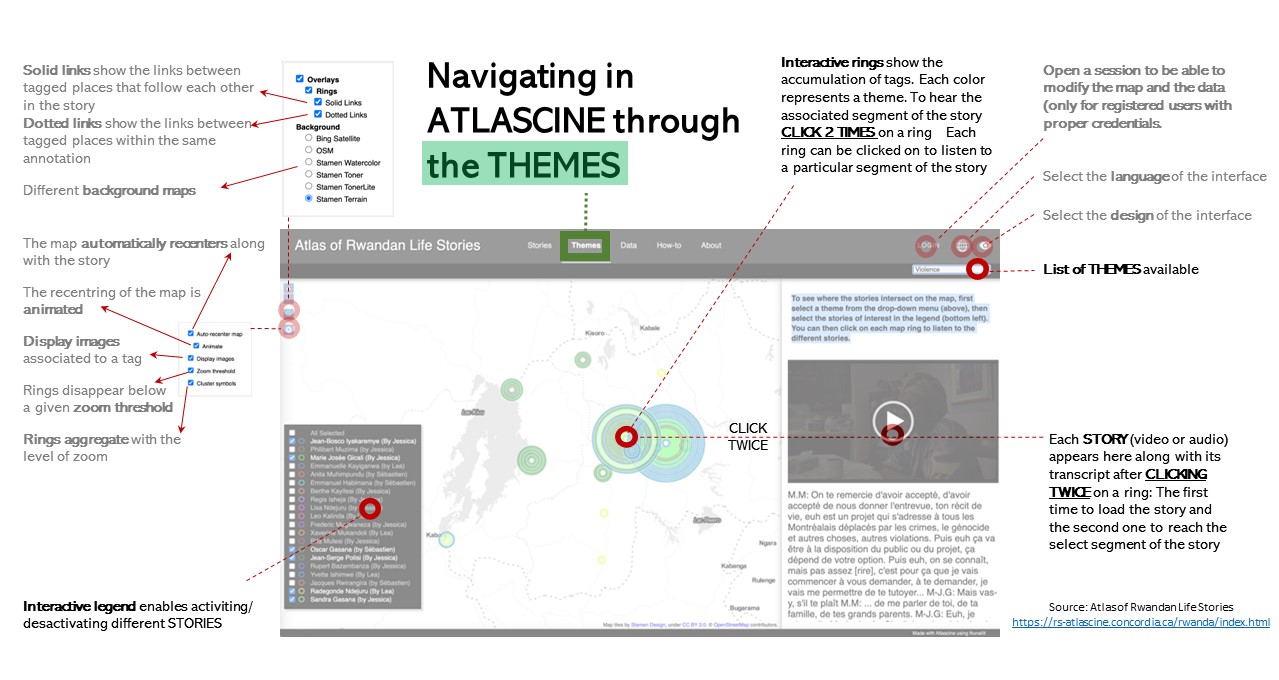 Solid links show the links between
tagged places that follow each other
in the story
Dotted links show the links between
tagged places within the same
annotation
Different background maps
The map automatically recenters along
with the story
The recentring of the map is
animated
Display images
associated to a tag
Rings disappear below
a given zoom threshold
Rings aggregate with the
level of zoom
Interactive legend enables activiting/
desactivating different STORIES
Overlays
Rings
Solid Links
Dotted Links
Background
Bing Satellite
OSM
Stamen Watercolor
Stamen Toner
Stamen TonerLite
Stamen Terrain
Auto-recenter map
Animate
Display images
Zoom threshold
Cluster symbols
Navigating in
ATLASCINE through
the THEMES
Interactive rings show the
accumulation of tags. Each color
represents a theme. To hear the
associated segment of the story
CLICK 2 TIMES on a ring Each
ring can be clicked on to listen to
a particular segment of the story
Open a session to be able to
modify the map and the data
(only for registered users with
proper credentials.
Select the language of the interface
Select the design of the interface
List of THEMES available
Atlas of Rwandan Life Stories
Stories Themes Data How-to About
LOGIN
Violence
To see where the stories intersect on the map, first
select a theme from the drop-down menu (above), then
select the stories of interest in the legend (bottom left).
You can then click on each map ring to listen to the
different stories.
Kisoro
Kabale
Lac Kivu
Ngara
Kabanga
Rulenge
Bugarama
CLICK
TWICE
All Selected
Jean-Bosco Iyakaremye (By Jessica)
Philibert Muzima (by Jessica)
Marie Josée Gicali (By Jessica)
Emmanuelle Kayiganwa (by Lea)
Anita Muhimpundu (by Sébastien)
Emmanuel Habimana (by Sébastien)
Berthe Kayitesi (By Jessica)
Regis Isheja (By Jessica)
Lisa Ndejuru (by Jessica)
Leo Kalinda (By Jessica)
Frederic (By Jessica)
Mukandoli (By Lea)
Mulesi (By Jessica)
Oscar Gasana (by Sébastien)
Jean-Serge Polisi (By Jessica)
Rupert Bazambanza (By Jessica)
Yvette Ishimwe (By Lea)
Jacques Rwirangira (by Sébastien)
Radegonde Ndejuru (By Lea)
Sandra Gasana (By Jessica)
M.M: On te remercie d'avoir accepté, d'avoir
accepté de nous donner l'entrevue, ton récit de
vie, euh est un projet qui s'adresse à tous les
Montréalais déplacés par les crimes, le génocide
et autres choses, autres violations. Puis euh ça va
être à la disposition du public ou du projet, ça
dépend de votre option. Puis euh, on se connaît,
mais pas assez [rire], c'est pour ça que je vais
commencer à vous demander, à te demander, je
vais me permettre de te tutoyer... M-J.G: Mais vas-
y, s'il te plaît M.M: ... de me parler de toi, de ta
famille, de tes grands parents. M-J.G: Euh, je
Map tiles by Stamen Design, under CC BY 3.0. © OpenStreetMap contributors.
Made with Atlascine using Nunaliit
Each STORY (video or audio)
appears here along with its
transcript after CLICKING
TWICE on a ring: The first
time to load the story and
the second one to reach the
select segment of the story
Source: Atlas of Rwandan Life Stories
https://rs-atlascine.concordia.ca/rwanda/index.html